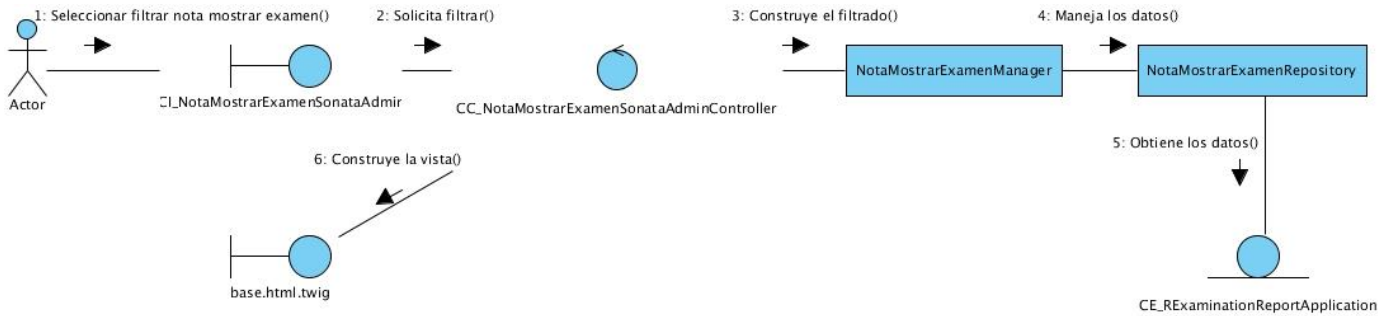 1: Seleccionar filtrar nota mostrar examen()
2: Solicita filtrar()
3: Construye el filtrado()
4: Maneja los datos()
NotaMostrarExamenManager
NotaMostrarExamenRepository
Actor
CI_NotaMostrarExamenSonataAdmin
CC_NotaMostrarExamenSonataAdminController
5: Obtiene los datos()
6: Construye la vista()
base.html.twig
CE_RExaminationReportApplication